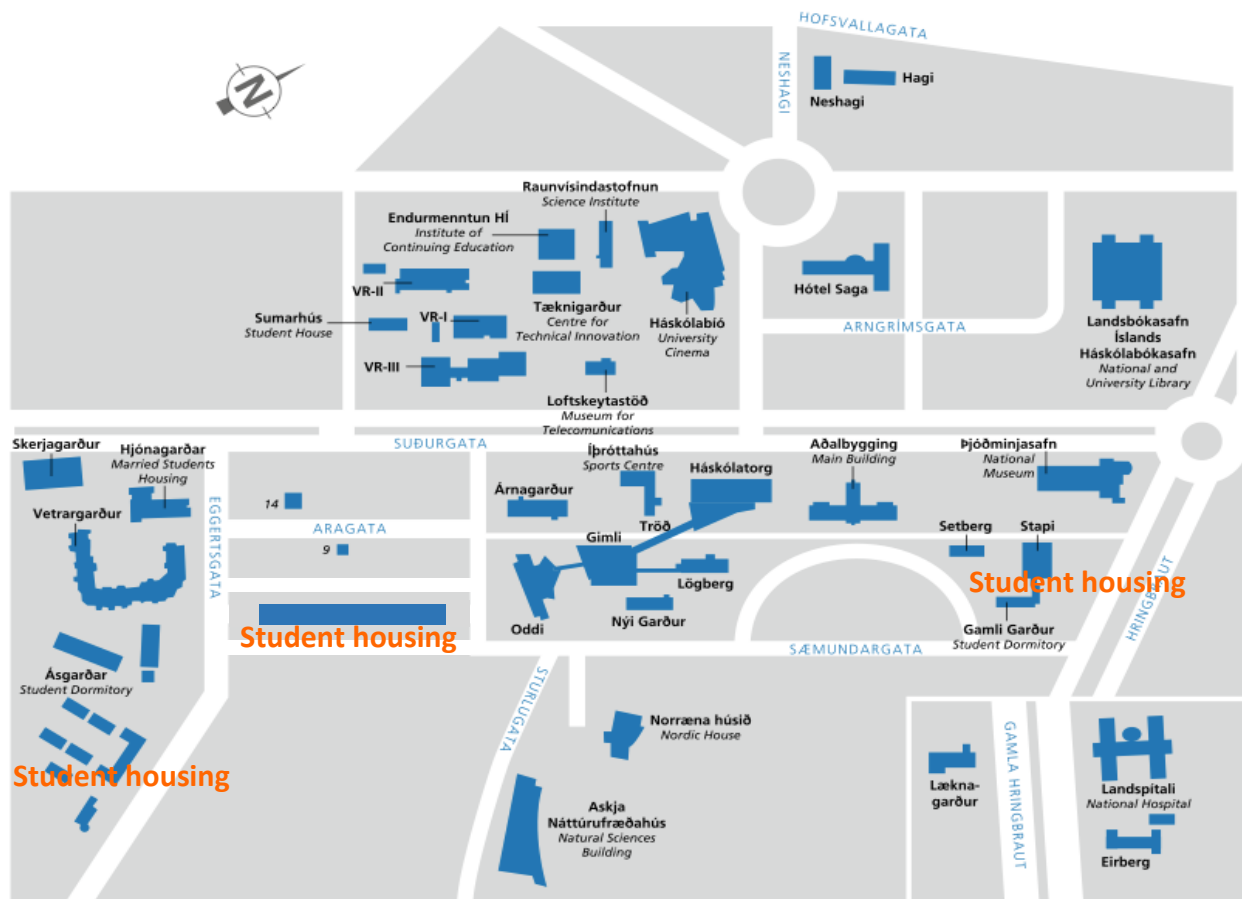 HOFSVALLAGATA
N
NESHAGI
Hagi
Neshagi
Raunvísindastofnun
Science Institute
Endurmenntun HÍ
Institute of
Continuing Education
VR-II
Hótel Saga
Sumarhús
Student House
VR-I
Tæknigarður
Centre for
Technical Innovation
Háskólabíó
University
Cinema
ARNGRÍMSGATA
Landsbókasafn
Íslands
Háskólabókasafn
National and
University Library
VR-III
Loftskeytastöð
Museum for
Telecomunications
SUÐURGATA
Skerjagarður
Hjónagarðar
Married Students
Housing
Íþróttahús
Sports Centre
Háskólatorg
Aðalbygging
Main Building
Þjóðminjasafn
National
Museum
Vetrargarður
EGGERTSGATA
14
ARAGATA
9
Árnagarður
Tröð
Gimli
Setberg
Stapi
Lögberg
Student housing
HRINGBRAUT
Student housing
Oddi
Nýi Garður
Gamli Garður
Student Dormitory
SÆMUNDARGATA
Ásgarðar
Student Dormitory
STURLUGATA
Norræna húsið
Nordic House
GAMLA HRINGBRAUT
Student housing
Lækna-
garður
Landspítali
National Hospital
Askja
Náttúrufræðahús
Natural Sciences
Building
Eirberg